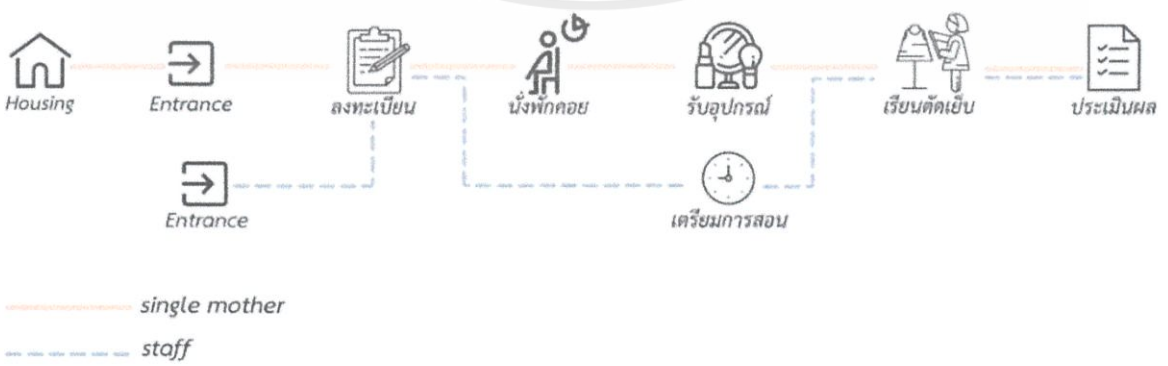 Housing
Entrance
ลงทะเบียน
นั่งพักคอย
รับอุปกรณ์
เรียนตัดเย็บ
ประเมินผล
Entrance
เตรียมการสอน
single mother
staff